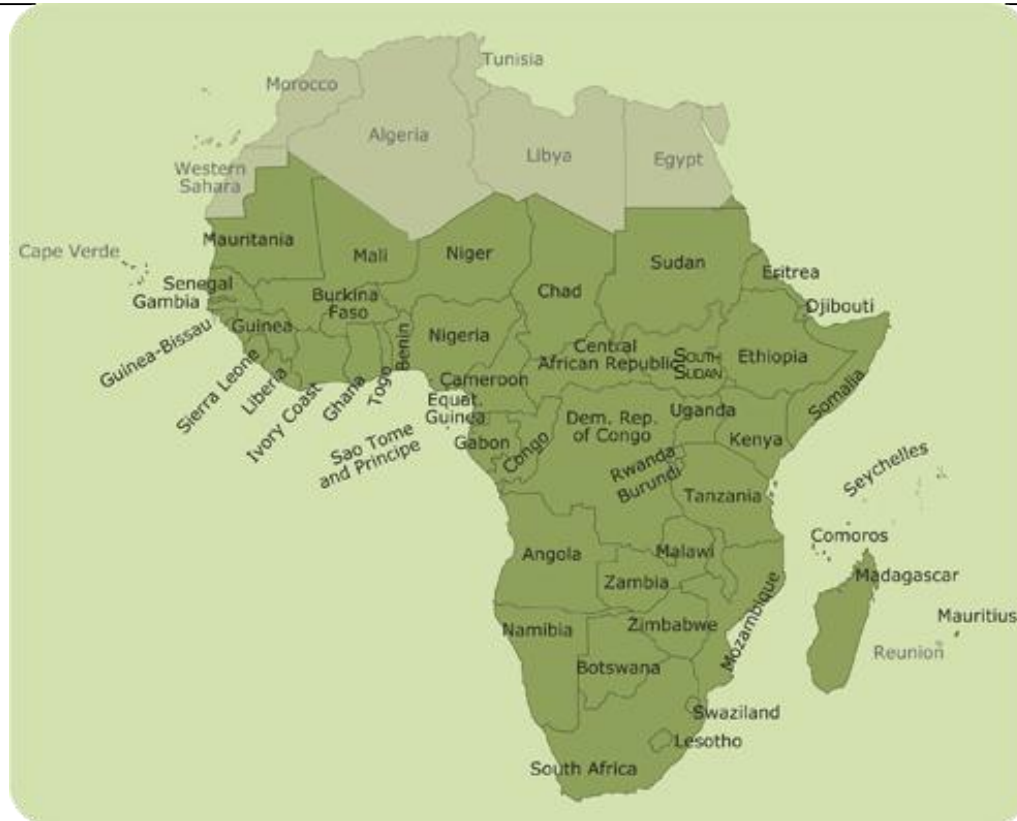 Tunisia
Morocco
Algeria
Libya
Egypt
Western
Sahara
Mauritania
Mali
Niger
Cape Verde
Sudan
Eritrea
Senegal
Chad
Gambia
Burkina
Faso
Djibouti
Guinea
Nigeria
Benin
Guinea-Bissau
Central
African Republic
South
Sudan
Ethiopia
Sierra Leone
Liberia
Ivory Coast
Ghana
Togo
Cameroon
Equat.
Guinea
Somalia
Dem. Rep.
of Congo
Uganda
Sao Tome
and Principe
Gabon
Congo
Kenya
Rwanda
Burundi
Seychelles
Tanzania
Comoros
Angola
Malawi
Madagascar
Zambia
Mozambique
Mauritius
Namibia
Zimbabwe
Reunion
Botswana
Swaziland
Lesotho
South Africa